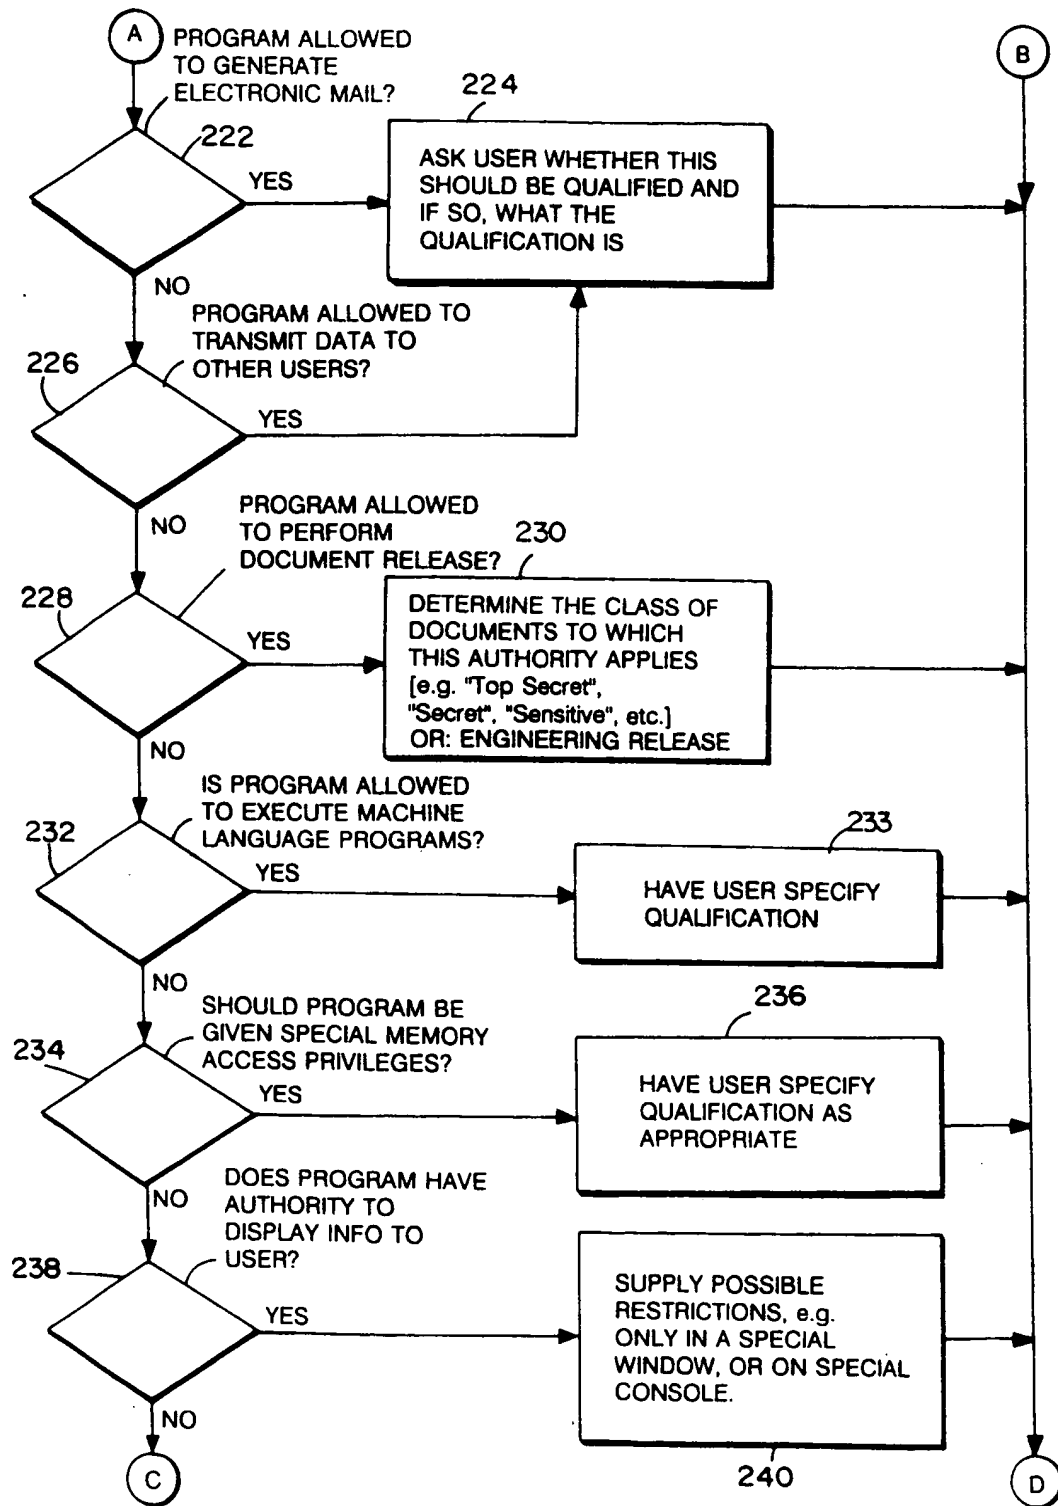 A
PROGRAM ALLOWED
TO GENERATE
ELECTRONIC MAIL?
B
222
224
YES
ASK USER WHETHER THIS
SHOULD BE QUALIFIED AND
IF SO, WHAT THE
QUALIFICATION IS
NO
PROGRAM ALLOWED TO
TRANSMIT DATA TO
OTHER USERS?
226
YES
NO
PROGRAM ALLOWED
TO PERFORM
DOCUMENT RELEASE?
228
230
YES
DETERMINE THE CLASS OF
DOCUMENTS TO WHICH
THIS AUTHORITY APPLIES
[e.g. "Top Secret",
"Secret", "Sensitive", etc.]
OR: ENGINEERING RELEASE
NO
IS PROGRAM ALLOWED
TO EXECUTE MACHINE
LANGUAGE PROGRAMS?
232
233
YES
HAVE USER SPECIFY
QUALIFICATION
NO
SHOULD PROGRAM BE
GIVEN SPECIAL MEMORY
ACCESS PRIVILEGES?
234
236
YES
HAVE USER SPECIFY
QUALIFICATION AS
APPROPRIATE
NO
DOES PROGRAM HAVE
AUTHORITY TO
DISPLAY INFO TO
USER?
238
YES
SUPPLY POSSIBLE
RESTRICTIONS, e.g.
ONLY IN A SPECIAL
WINDOW, OR ON SPECIAL
CONSOLE.
NO
240
C
D